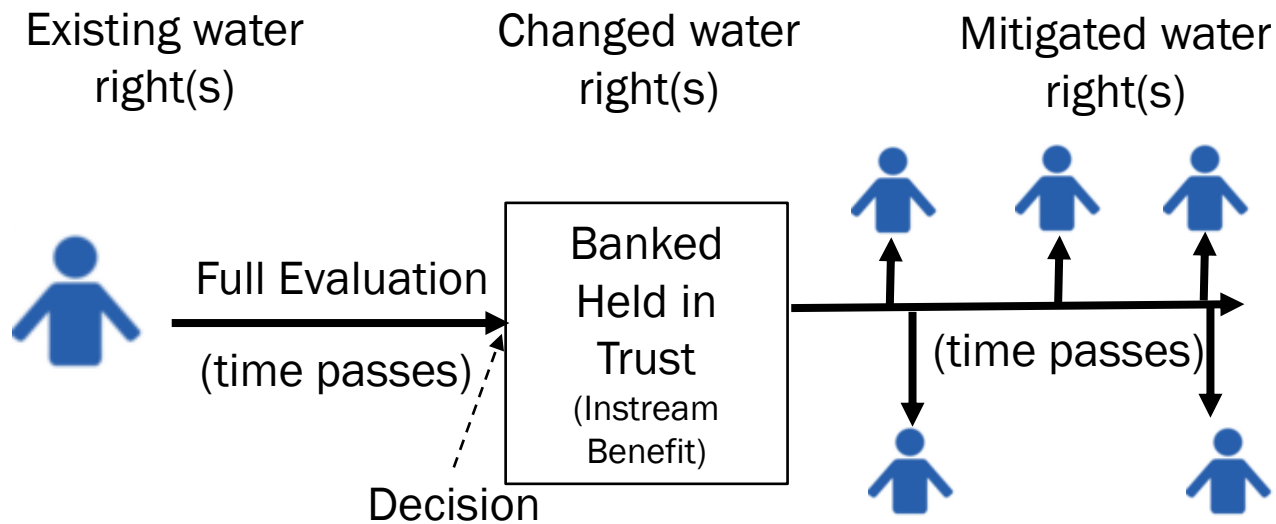 Existing water
right(s)
Changed water
right(s)
Mitigated water
right(s)
Full Evaluation
(time passes)
Decision
Banked
Held in
Trust
(Instream
Benefit)
(time passes)